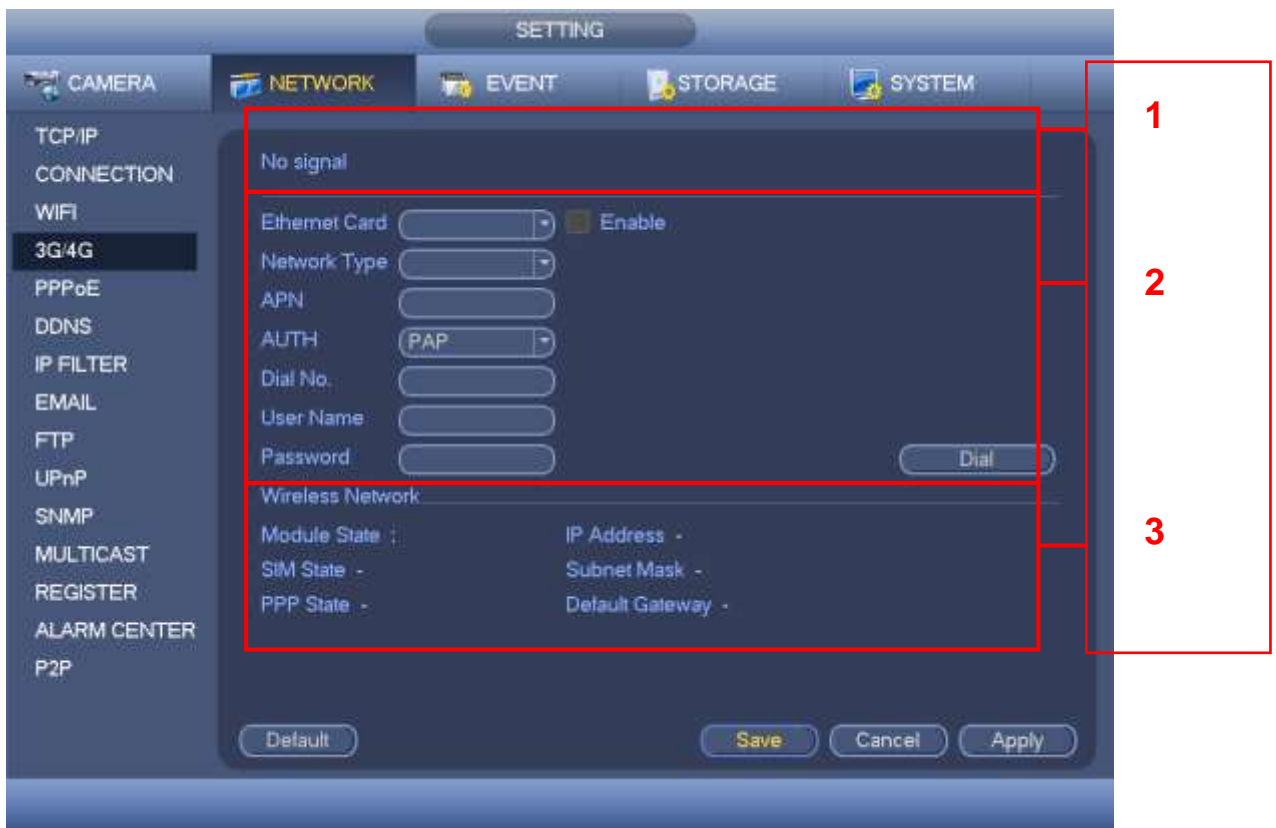 SETTING
CAMERA NETWORK EVENT STORAGE SYSTEM
TCP/IP
CONNECTION
WIFI
3G/4G
PPPoE
DDNS
IP FILTER
EMAIL
FTP
UPnP
SNMP
MULTICAST
REGISTER
ALARM CENTER
P2P
No signal
Ethernet Card Enable
Network Type
APN
AUTH PAP
Dial No.
User Name
Password Dial
Wireless Network
Module State : IP Address -
SIM State - Subnet Mask -
PPP State - Default Gateway -
Default Save Cancel Apply
1
2
3